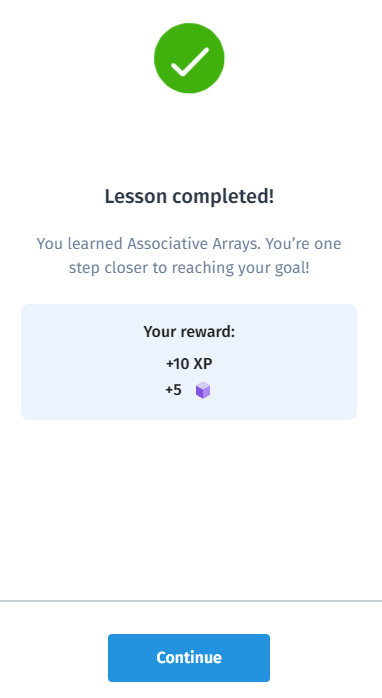 Lesson completed!
You learned Associative Arrays. You’re one
step closer to reaching your goal!
Your reward:
+10 XP
+5
Continue